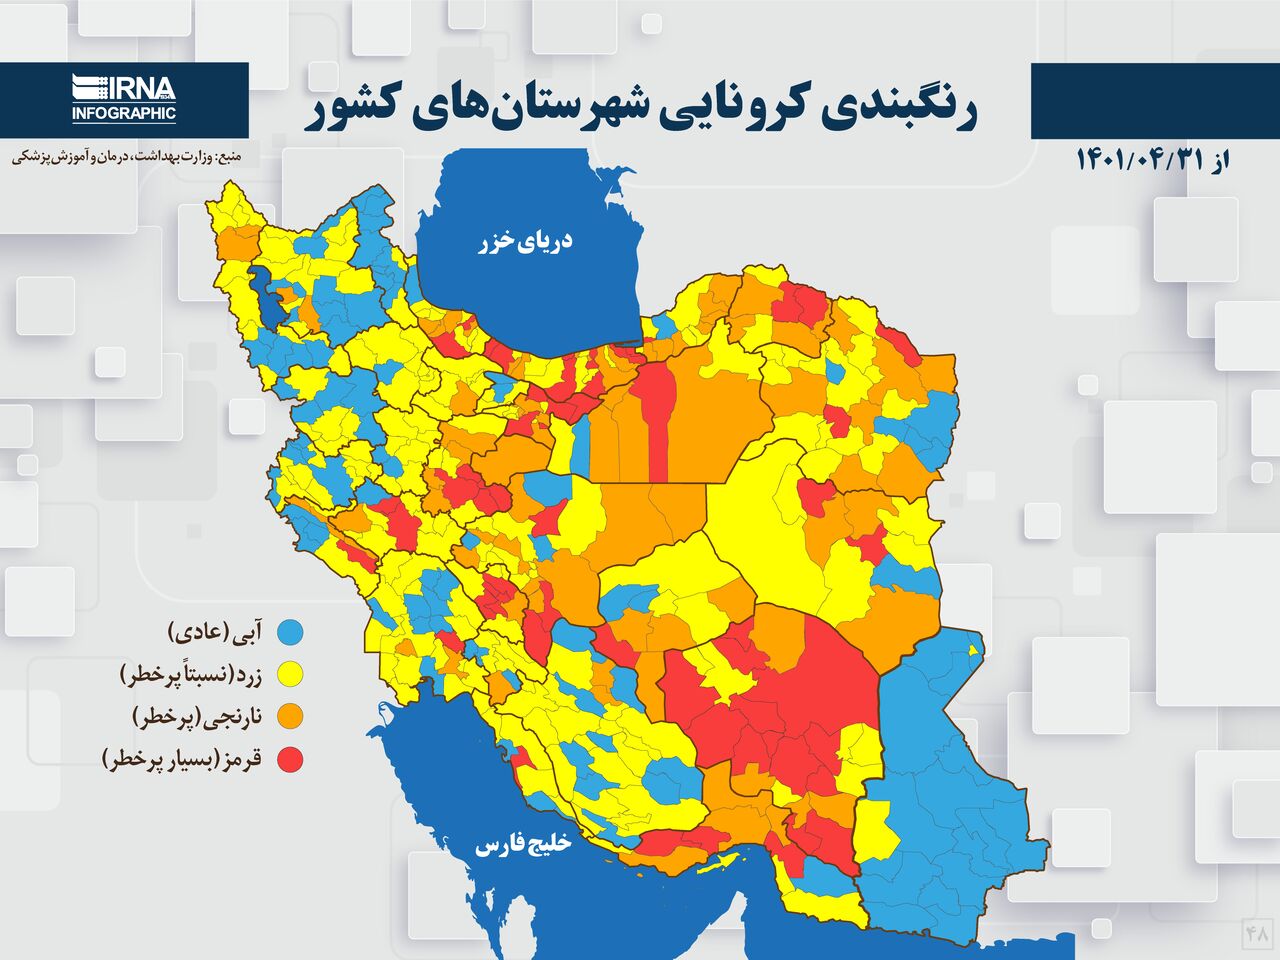 رنگبندی کرونایی شهرستان‌های کشور
IRNA
INFOGRAPHIC
از ۱۴۰۱/۰۴/۳۱
منبع: وزارت بهداشت، درمان و آموزش پزشکی
دریای خزر
آبی (عادی)
زرد(نسبتاً پرخطر)
نارنجی(پرخطر)
قرمز(بسیار پرخطر)
خلیج فارس
۴۸